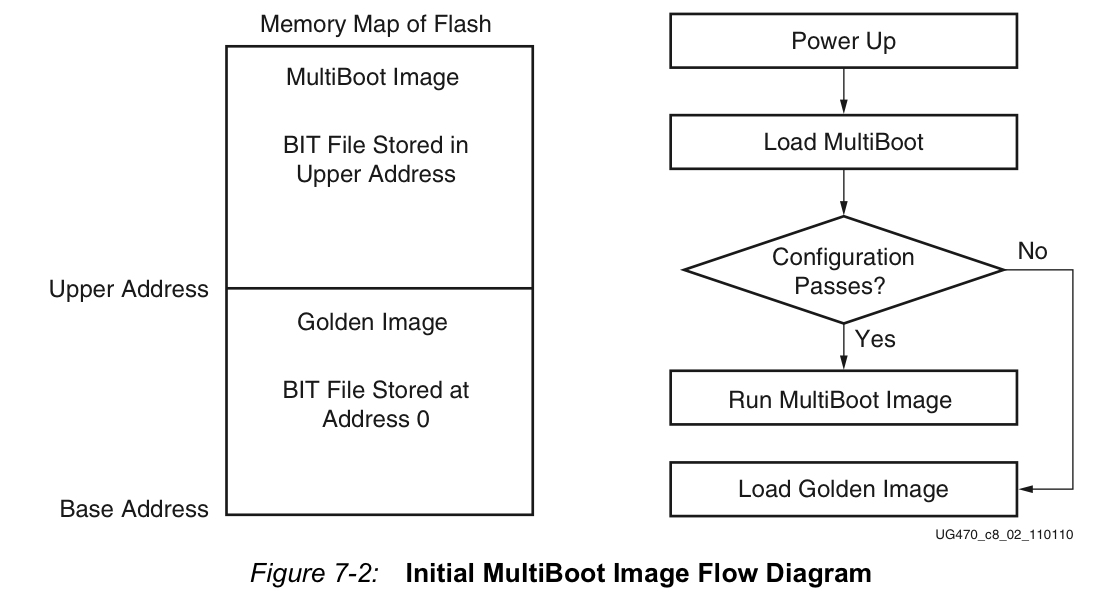 Memory Map of Flash
MultiBoot Image
BIT File Stored in
Upper Address
Upper Address
Golden Image
BIT File Stored at
Address 0
Base Address
Power Up
Load MultiBoot
Configuration
Passes?
No
Yes
Run MultiBoot Image
Load Golden Image
UG470_c8_02_110110
Figure 7-2: Initial MultiBoot Image Flow Diagram